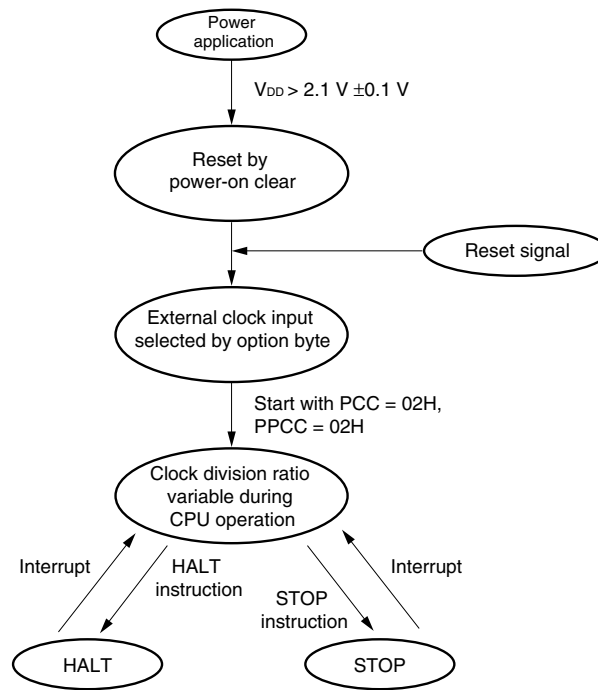 Power
application
VDD > 2.1 V ±0.1 V
Reset by
power-on clear
Reset signal
External clock input
selected by option byte
Start with PCC = 02H,
PPCC = 02H
Clock division ratio
variable during
CPU operation
Interrupt
HALT
instruction
STOP
instruction
Interrupt
HALT
STOP